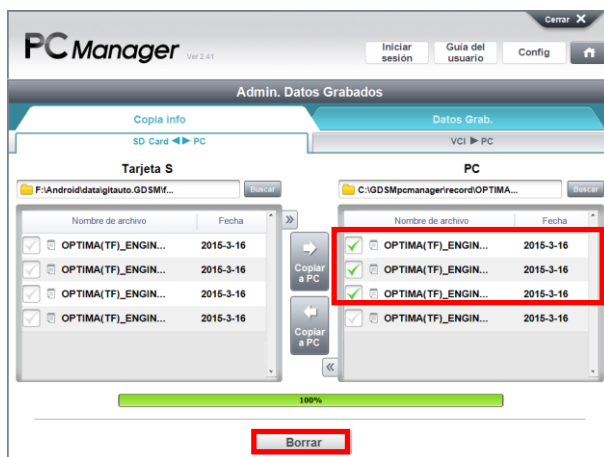 Cerrar X
PC Manager Ver 2.41
Iniciar sesión
Guía del usuario
Config
Admin. Datos Grabados
Copia info
Datos Grab.
SD Card ◀▶ PC
VCI ▶ PC
Tarjeta S
PC
F:\Android\data\gitauto.GDSM\f...
Buscar
C:\GDSMpcmanager\record\OPTIMA...
Buscar
Nombre de archivo Fecha
OPTIMA(TF)_ENGIN... 2015-3-16
OPTIMA(TF)_ENGIN... 2015-3-16
OPTIMA(TF)_ENGIN... 2015-3-16
OPTIMA(TF)_ENGIN... 2015-3-16
Copiar
a PC
Copiar
a PC
Nombre de archivo Fecha
OPTIMA(TF)_ENGIN... 2015-3-16
OPTIMA(TF)_ENGIN... 2015-3-16
OPTIMA(TF)_ENGIN... 2015-3-16
OPTIMA(TF)_ENGIN... 2015-3-16
100%
Borrar